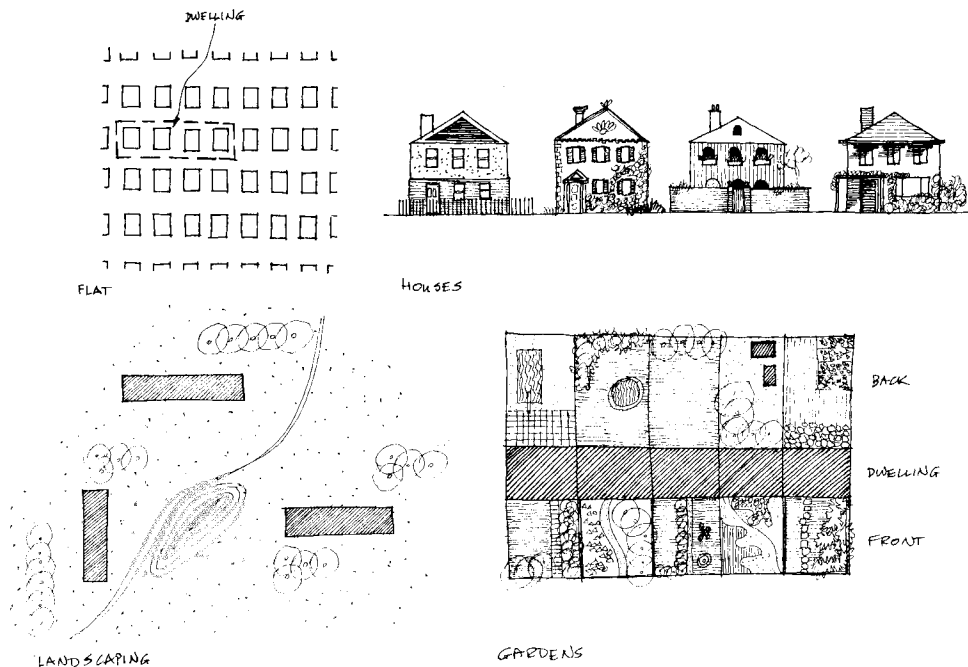 DWELLING
FLAT
HOUSES
BACK
DWELLING
FRONT
LANDSCAPING
GARDENS